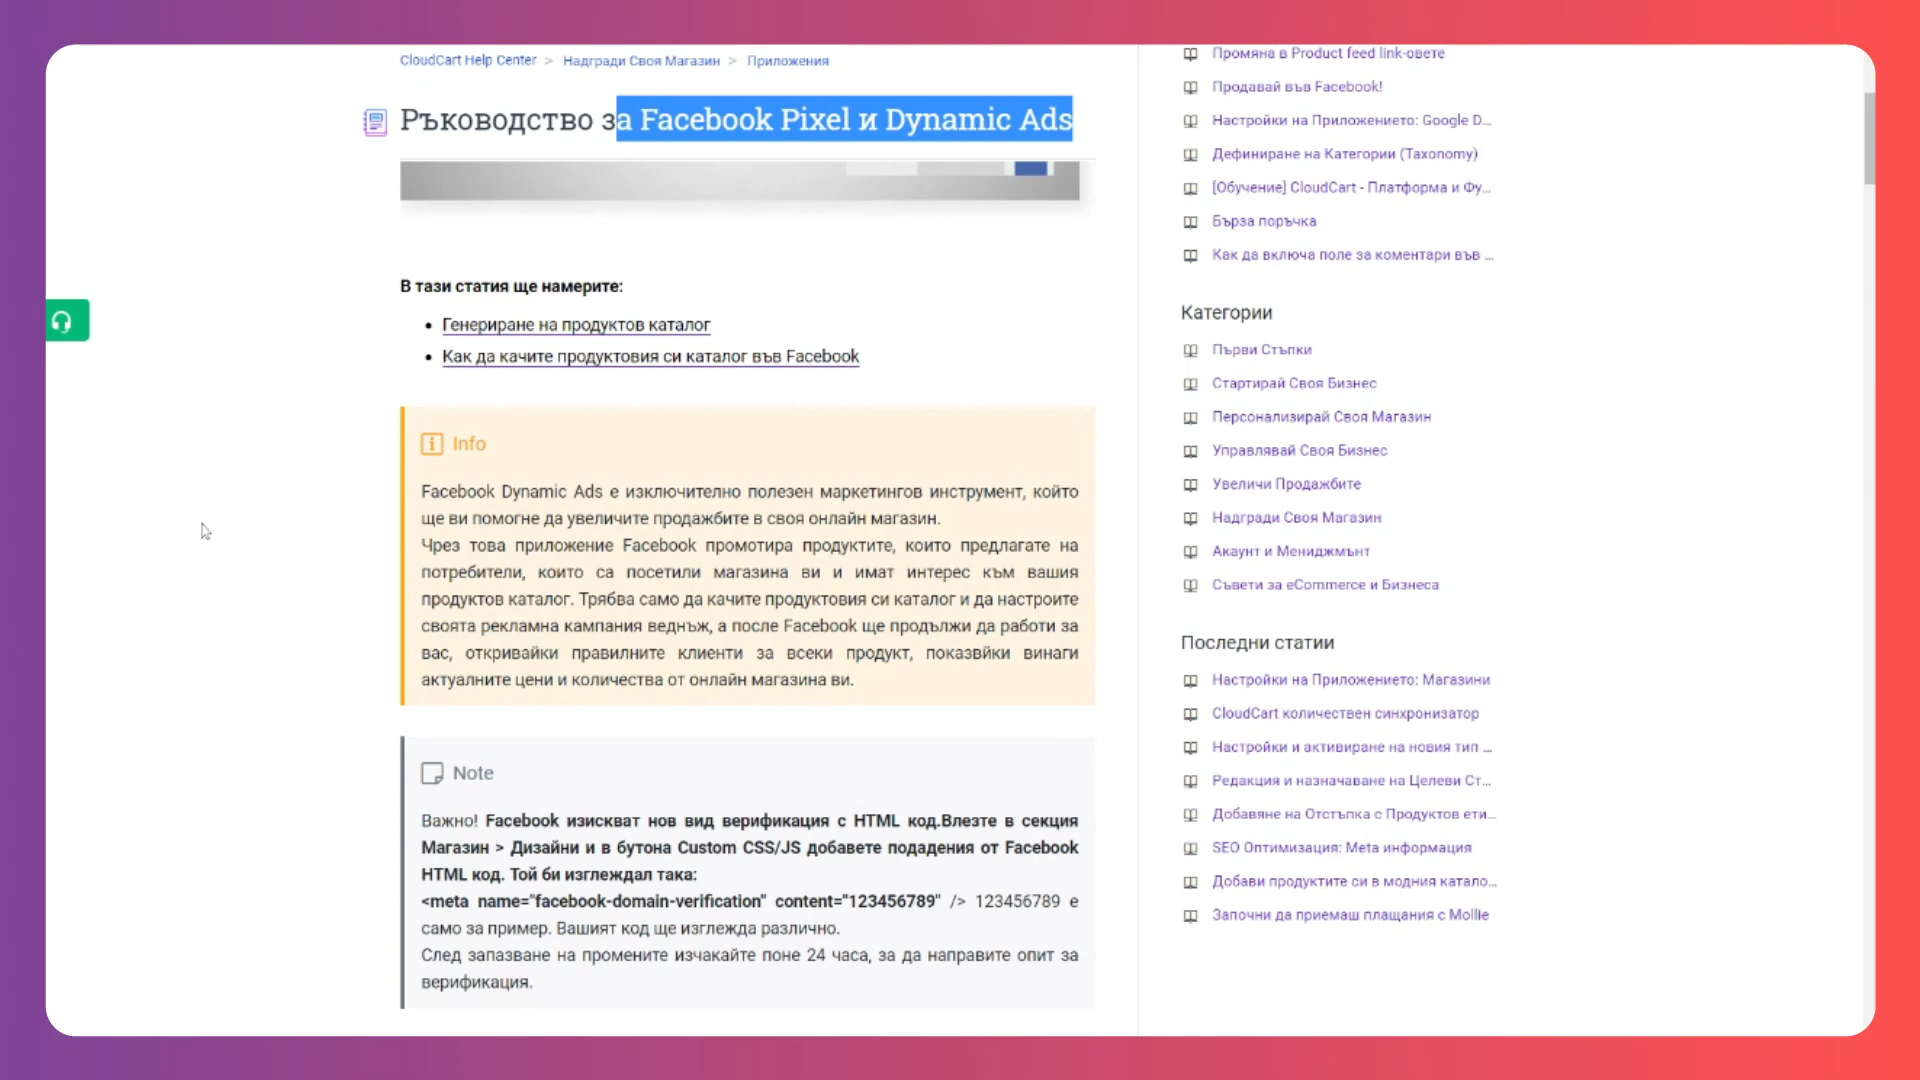 CloudCart Help Center > Надгради Своя Магазин > Приложения
Ръководство за Facebook Pixel и Dynamic Ads
В тази статия ще намерите:
Генериране на продуктов каталог
Как да качите продуктовия си каталог във Facebook
Info
Facebook Dynamic Ads е изключително полезен маркетингов инструмент, който
ще ви помогне да увеличите продажбите в своя онлайн магазин.
Чрез това приложение Facebook промотира продуктите, които предлагате на
потребители, които са посетили магазина ви и имат интерес към вашия
продуктов каталог. Трябва само да качите продуктовия си каталог и да настроите
своята рекламна кампания веднъж, а после Facebook ще продължи да работи за
вас, откривайки правилните клиенти за всеки продукт, показвйки винаги
актуалните цени и количества от онлайн магазина ви.
Note
Важно! Facebook изискват нов вид верификация с HTML код.Влезте в секция
Магазин > Дизайни и в бутона Custom CSS/JS добавете подадения от Facebook
HTML код. Той би изглеждал така:
<meta name="facebook-domain-verification" content="123456789" /> 123456789 е
само за пример. Вашият код ще изглежда различно.
След запазване на промените изчакайте поне 24 часа, за да направите опит за
верификация.
Промяна в Product feed link-овете
Продавай във Facebook!
Настройки на Приложението: Google D...
Дефиниране на Категории (Taxonomy)
[Обучение] CloudCart - Платформа и Фу...
Бърза поръчка
Как да включа поле за коментари във ...
Категории
Първи Стъпки
Стартирай Своя Бизнес
Персонализирай Своя Магазин
Управлявай Своя Бизнес
Увеличи Продажбите
Надгради Своя Магазин
Акаунт и Мениджмънт
Съвети за eCommerce и Бизнеса
Последни статии
Настройки на Приложението: Магазини
CloudCart количествен синхронизатор
Настройки и активиране на новия тип ...
Редакция и назначаване на Целеви Ст...
Добавяне на Отстъпка с Продуктов ети...
SEO Оптимизация: Meta информация
Добави продуктите си в модния катало...
Започни да приемаш плащания с Mollie